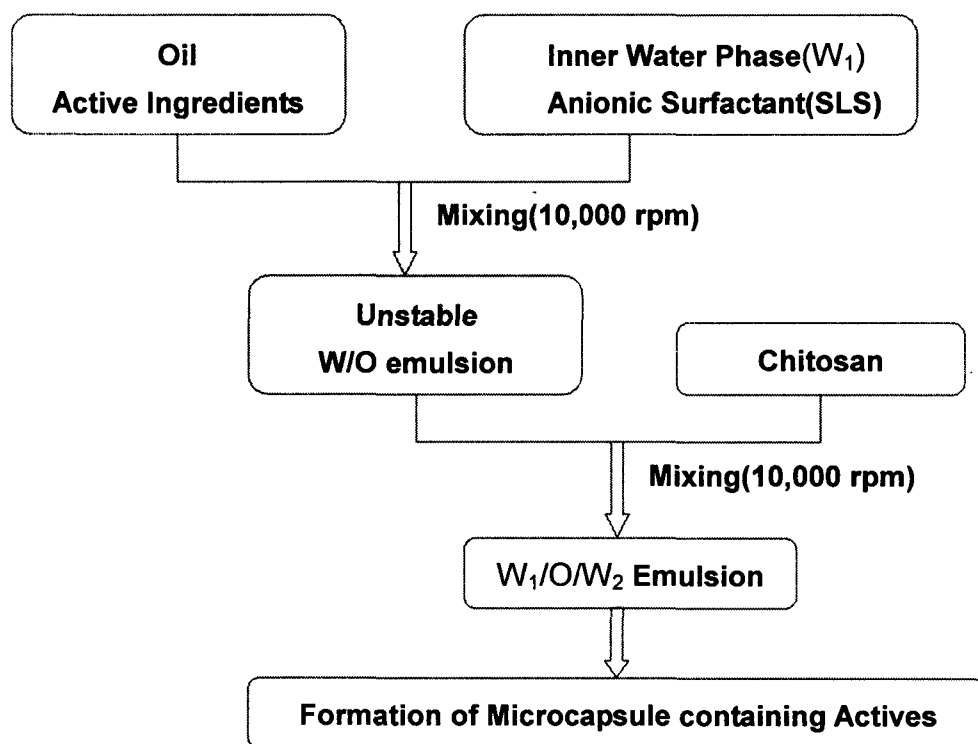 Oil
Active Ingredients
Inner Water Phase(W₁)
Anionic Surfactant(SLS)
Mixing(10,000 rpm)
Unstable
W/O emulsion
Chitosan
Mixing(10,000 rpm)
W₁/O/W₂ Emulsion
Formation of Microcapsule containing Actives